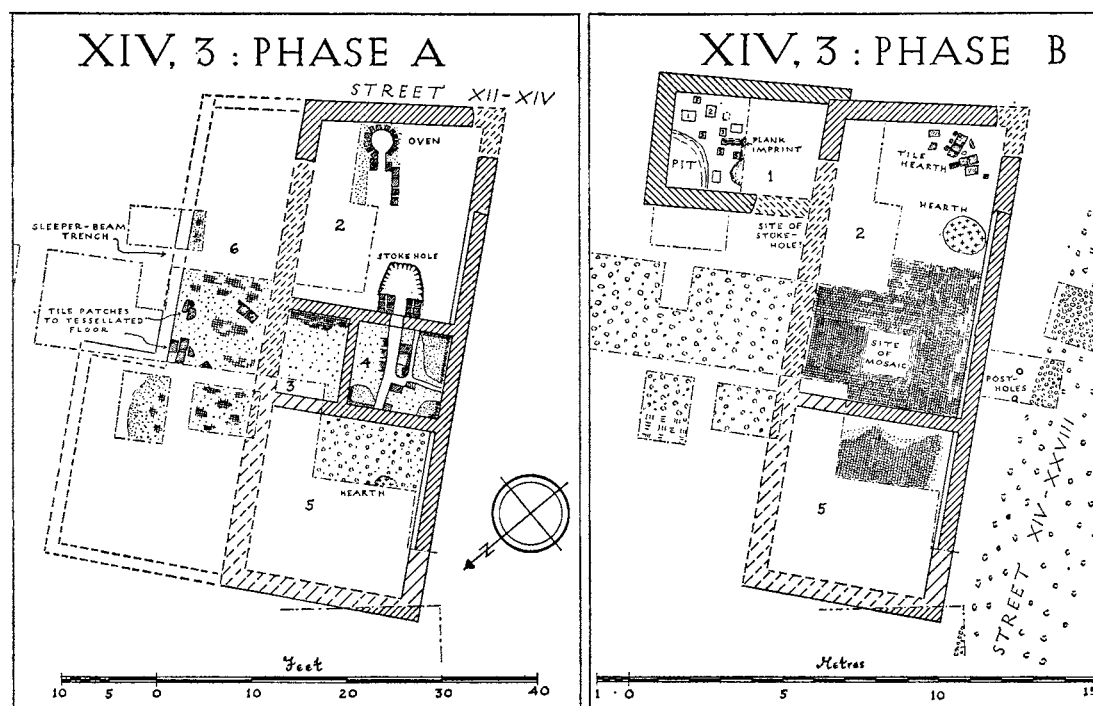 XIV, 3 : PHASE A
STREET XII-XIV
OVEN
SLEEPER-BEAM
TRENCH
6
2
STOKE HOLE
TILE PATCHES
TO TESSELLATED
FLOOR
4
3
HEARTH
5
N
Feet
10 5 0 10 20 30 40
XIV, 3 : PHASE B
PLANK
IMPRINT
PIT
1
TILE
HEARTH
HEARTH
2
SITE OF
STOKE-
HOLE?
SITE
OF
MOSAIC
POST-
HOLES
5
STREET XIV-XXVIII
Metres
1 0 5 10 15